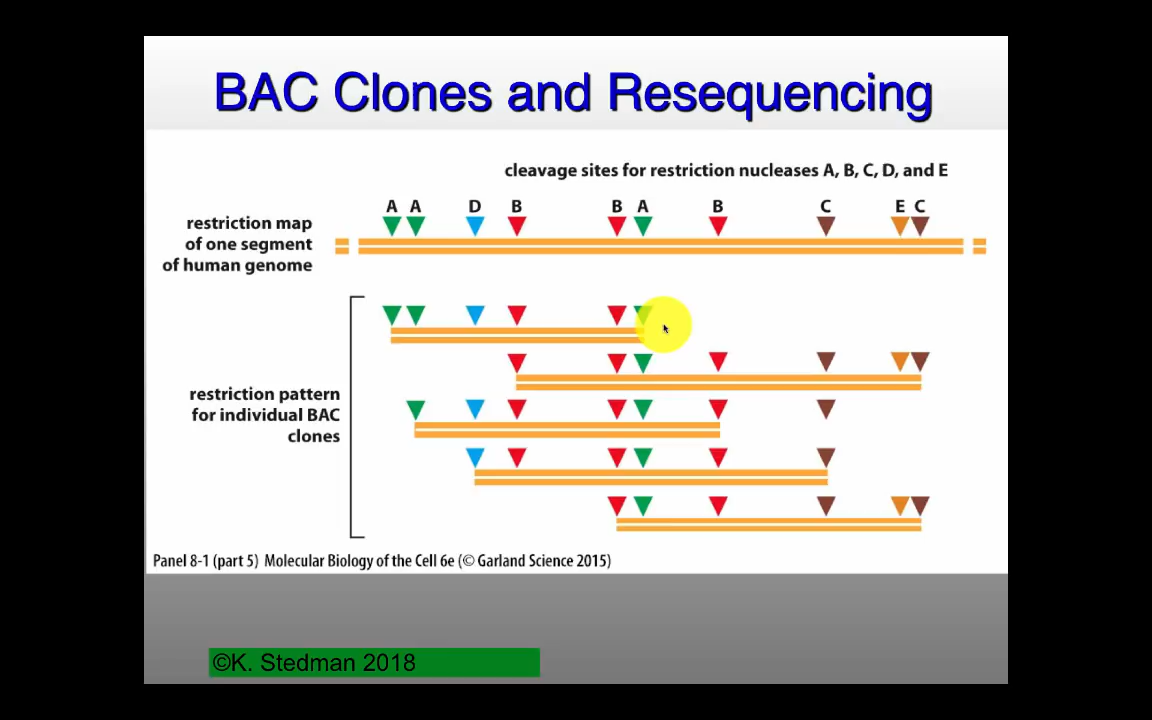 BAC Clones and Resequencing
cleavage sites for restriction nucleases A, B, C, D, and E
A A D B B A B C E C
restriction map
of one segment
of human genome
restriction pattern
for individual BAC
clones
Panel 8-1 (part 5) Molecular Biology of the Cell 6e (© Garland Science 2015)
©K. Stedman 2018